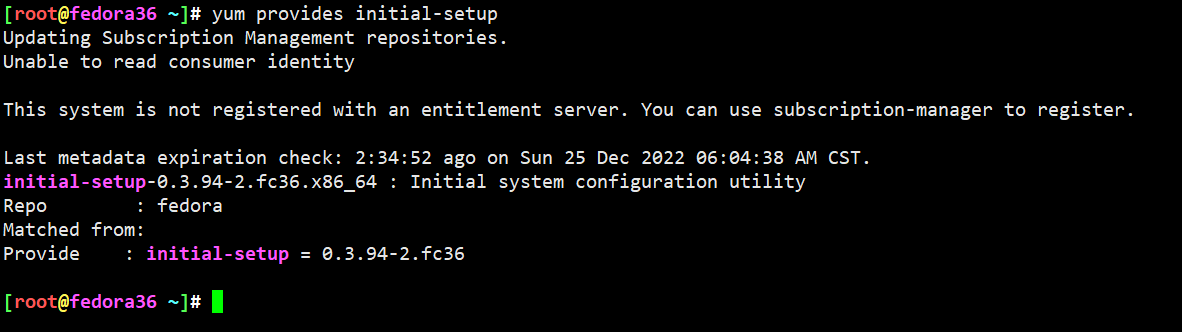 [root@fedora36 ~]# yum provides initial-setup
Updating Subscription Management repositories.
Unable to read consumer identity
This system is not registered with an entitlement server. You can use subscription-manager to register.
Last metadata expiration check: 2:34:52 ago on Sun 25 Dec 2022 06:04:38 AM CST.
initial-setup-0.3.94-2.fc36.x86_64 : Initial system configuration utility
Repo        : fedora
Matched from:
Provide    : initial-setup = 0.3.94-2.fc36
[root@fedora36 ~]#